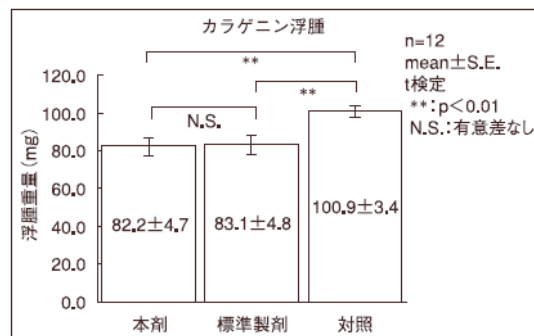 カラゲニン浮腫
n=12
mean±S.E.
t検定
**:p<0.01
N.S.:有意差なし
**
**
N.S.
浮腫重量(mg)
120.0
100.0
80.0
60.0
40.0
20.0
0.0
82.2±4.7
83.1±4.8
100.9±3.4
本剤
標準製剤
対照